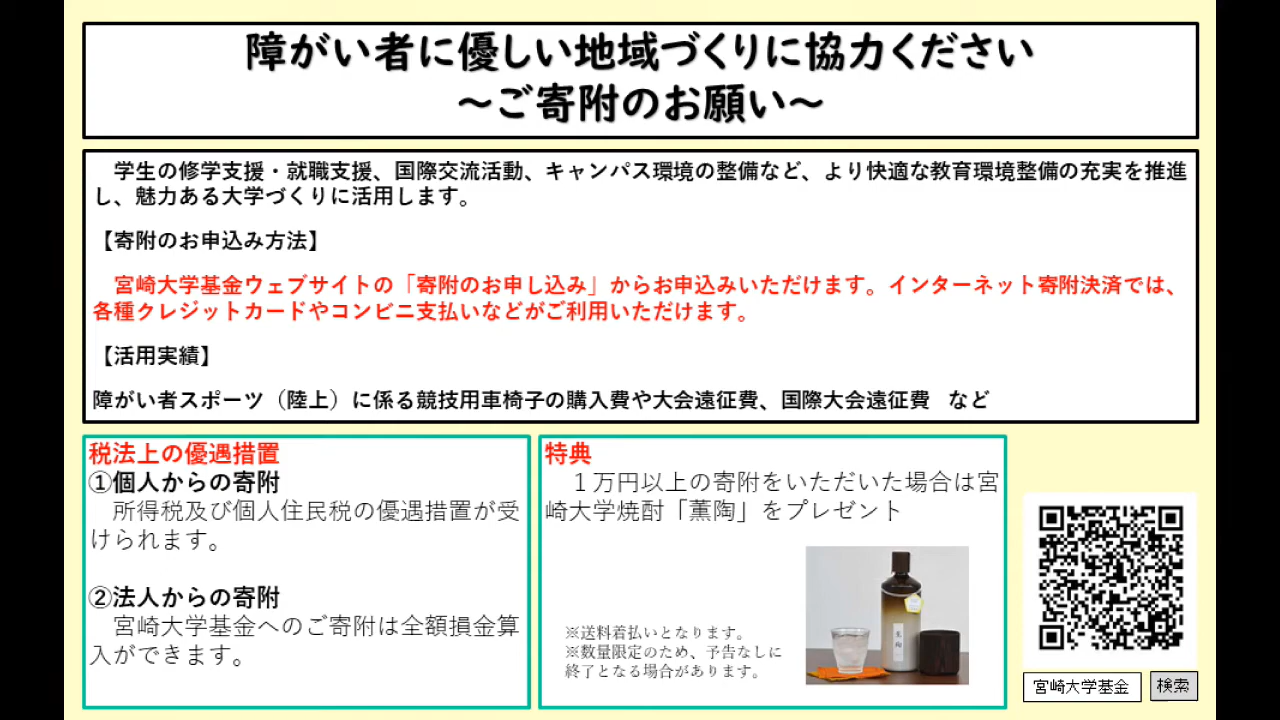 障がい者に優しい地域づくりに協力ください
～ご寄附のお願い～
学生の修学支援・就職支援、国際交流活動、キャンパス環境の整備など、より快適な教育環境整備の充実を推進
し、魅力ある大学づくりに活用します。
【寄附のお申込み方法】
宮崎大学基金ウェブサイトの「寄附のお申し込み」からお申込みいただけます。インターネット寄附決済では、
各種クレジットカードやコンビニ支払いなどがご利用いただけます。
【活用実績】
障がい者スポーツ（陸上）に係る競技用車椅子の購入費や大会遠征費、国際大会遠征費　など
税法上の優遇措置
①個人からの寄附
所得税及び個人住民税の優遇措置が受
けられます。
②法人からの寄附
宮崎大学基金へのご寄附は全額損金算
入ができます。
特典
１万円以上の寄附をいただいた場合は宮
崎大学焼酎「薫陶」をプレゼント
※送料着払いとなります。
※数量限定のため、予告なしに
終了となる場合があります。
薫陶
宮崎大学基金
検索